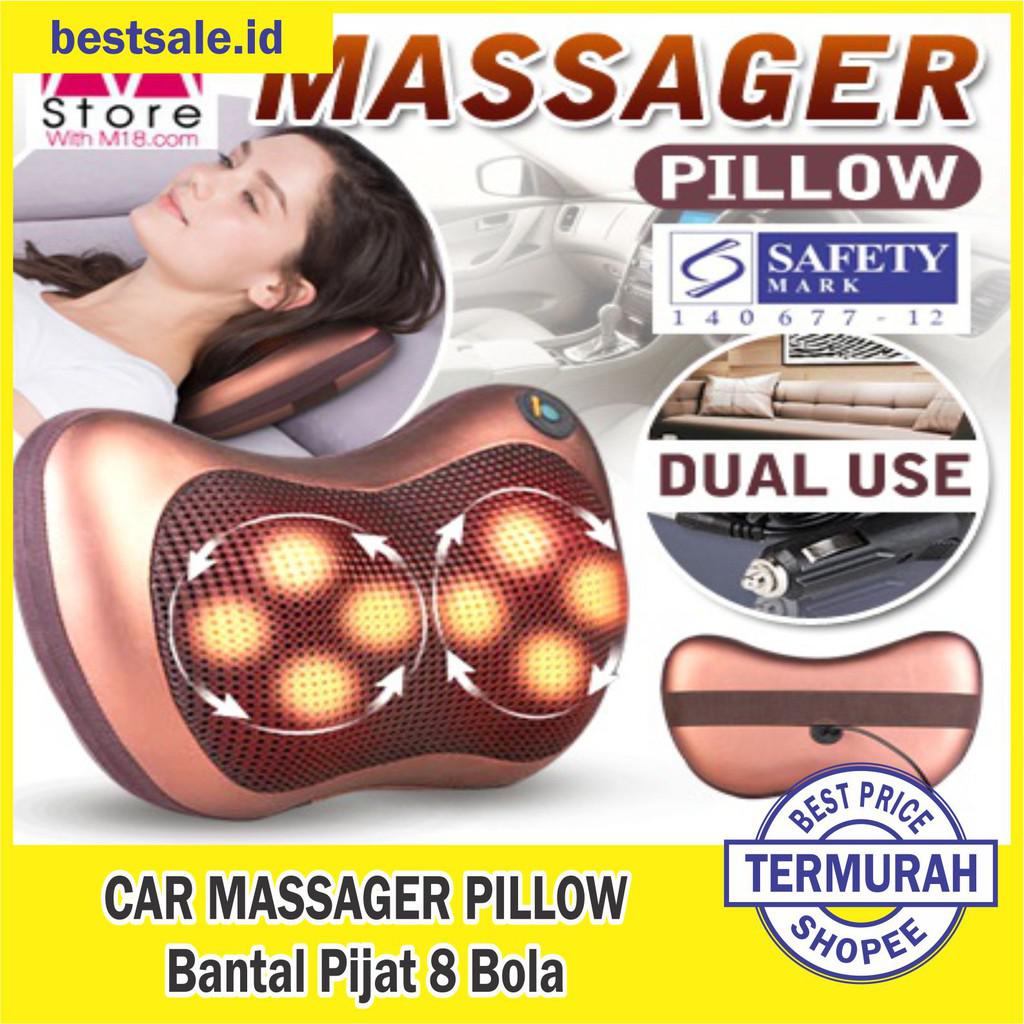 bestsale.id
Store
With M18.com
MASSAGER
PILLOW
SAFETY
MARK
140677-12
DUAL USE
BEST PRICE
TERMURAH
SHOPEE
CAR MASSAGER PILLOW
Bantal Pijat 8 Bola